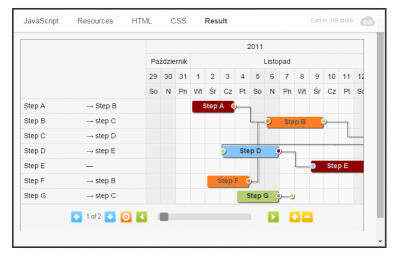 JavaScript Resources HTML CSS Result Edit in JSFiddle
2011
Październik Listopad
29 30 31 1 2 3 4 5 6 7 8 9 10 11 12
So N Pn Wt Śr Cz Pt So N Pn Wt Śr Cz Pt So
Step A → Step B Step A
Step B → step C Step B
Step C → step D
Step D → step E Step D
Step E — Step E
Step F → step B Step F
Step G → step C Step G
1 of 2